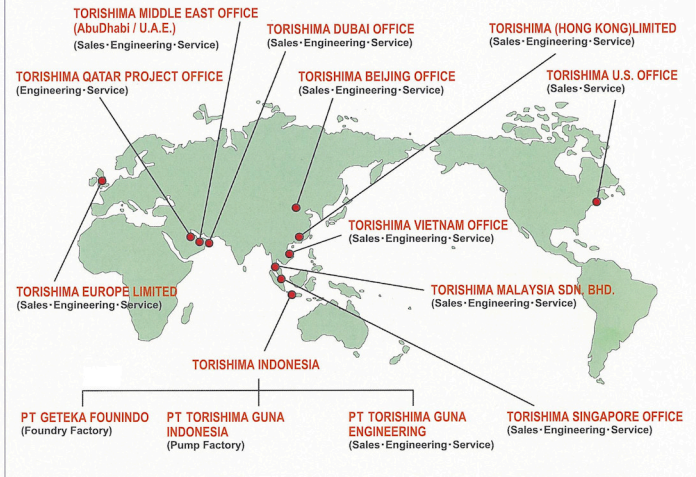 TORISHIMA MIDDLE EAST OFFICE
(AbuDhabi / U.A.E.)
(Sales・Engineering・Service)
TORISHIMA DUBAI OFFICE
(Sales・Engineering・Service)
TORISHIMA (HONG KONG)LIMITED
(Sales・Engineering・Service)
TORISHIMA QATAR PROJECT OFFICE
(Engineering・Service)
TORISHIMA BEIJING OFFICE
(Sales・Engineering・Service)
TORISHIMA U.S. OFFICE
(Sales・Service)
TORISHIMA VIETNAM OFFICE
(Sales・Engineering・Service)
TORISHIMA EUROPE LIMITED
(Sales・Engineering・Service)
TORISHIMA MALAYSIA SDN, BHD.
(Sales・Engineering・Service)
TORISHIMA INDONESIA
PT GETEKA FOUNINDO
(Foundry Factory)
PT TORISHIMA GUNA
INDONESIA
(Pump Factory)
PT TORISHIMA GUNA
ENGINEERING
(Sales・Engineering・Service)
TORISHIMA SINGAPORE OFFICE
(Sales・Engineering・Service)